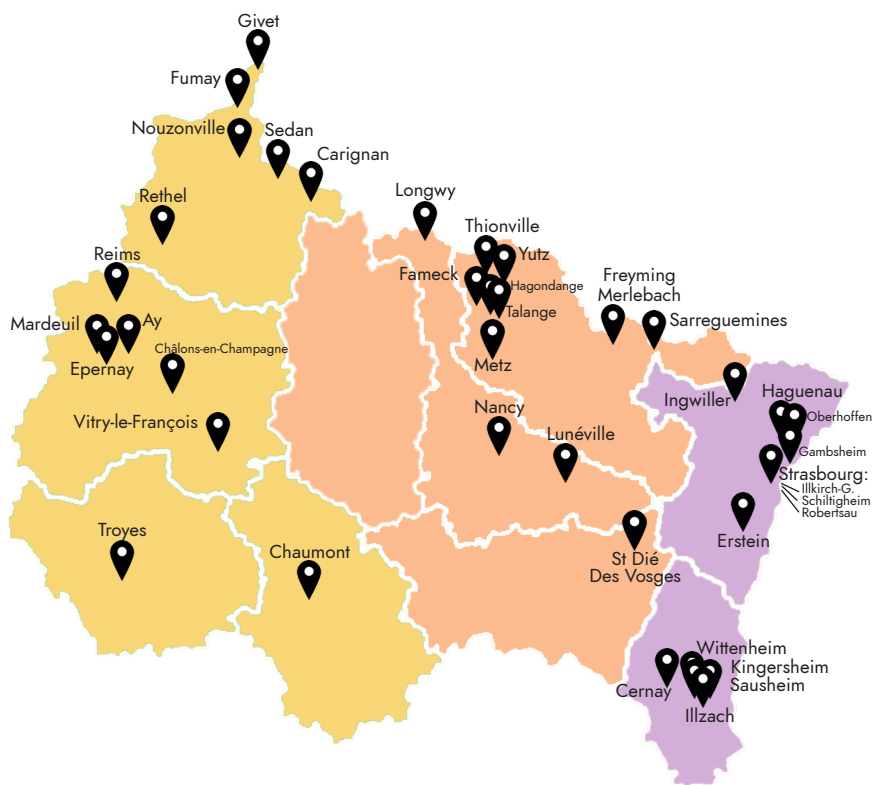 Givet
Fumay
Nouzonville
Sedan
Carignan
Rethel
Longwy
Thionville
Yutz
Reims
Fameck
Hagondange
Talange
Freyming
Merlebach
Sarreguemines
Mardeuil
Ay
Epernay
Châlons-en-Champagne
Metz
Ingwiller
Haguenau
Oberhoffen
Vitry-le-François
Nancy
Lunéville
Gambsheim
Strasbourg:
Illkirch-G.
Schiltigheim
Robertsau
Troyes
Chaumont
Erstein
St Dié
Des Vosges
Wittenheim
Kingersheim
Sausheim
Cernay
Illzach